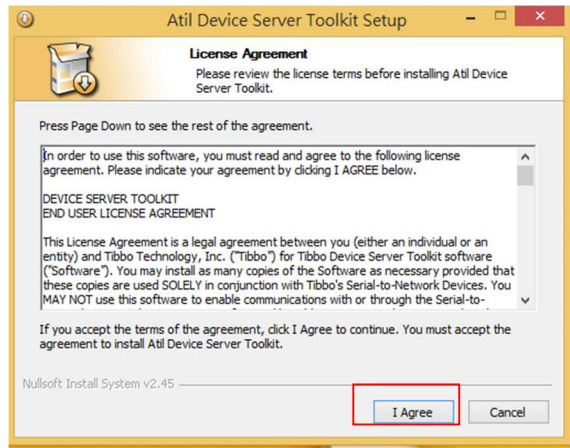 Atil Device Server Toolkit Setup
License Agreement
Please review the license terms before installing Atil Device
Server Toolkit.
Press Page Down to see the rest of the agreement.
In order to use this software, you must read and agree to the following license
agreement. Please indicate your agreement by clicking I AGREE below.
DEVICE SERVER TOOLKIT
END USER LICENSE AGREEMENT
This License Agreement is a legal agreement between you (either an individual or an
entity) and Tibbo Technology, Inc. ("Tibbo") for Tibbo Device Server Toolkit software
("Software"). You may install as many copies of the Software as necessary provided that
these copies are used SOLELY in conjunction with Tibbo's Serial-to-Network Devices. You
MAY NOT use this software to enable communications with or through the Serial-to-
If you accept the terms of the agreement, click I Agree to continue. You must accept the
agreement to install Atil Device Server Toolkit.
Nullsoft Install System v2.45
I Agree
Cancel